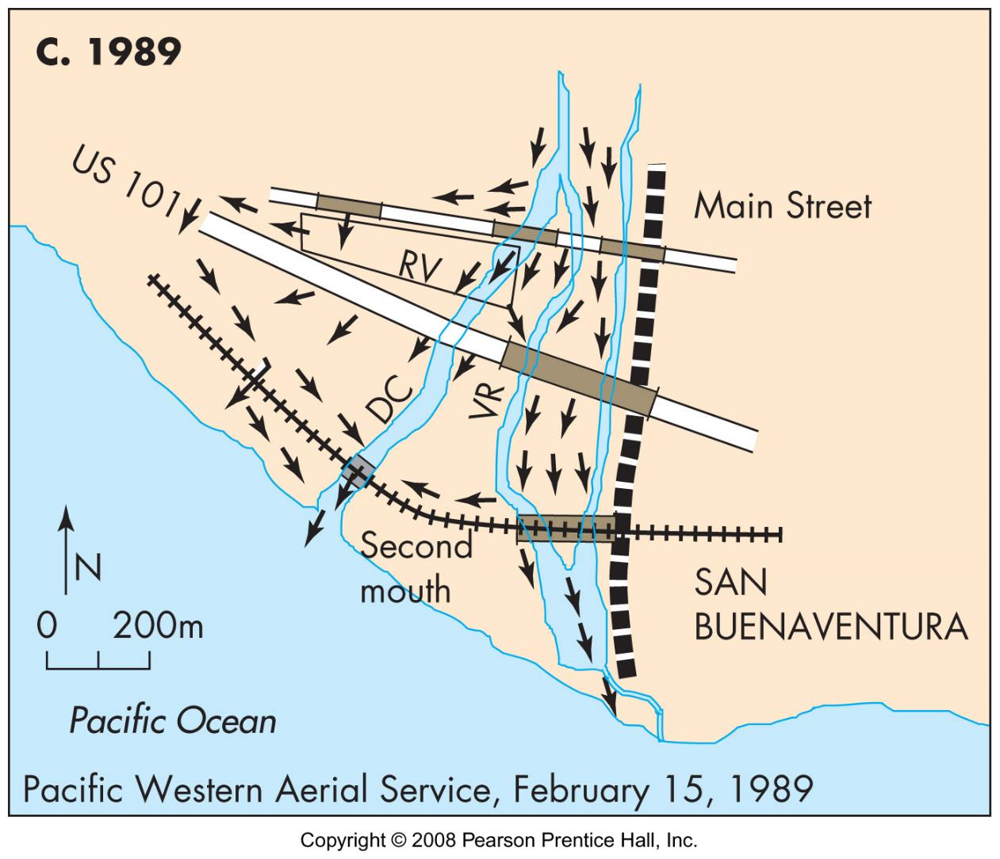 C. 1989
US 101
Main Street
RV
DC
VR
Second
mouth
N
0 200m
SAN
BUENAVENTURA
Pacific Ocean
Pacific Western Aerial Service, February 15, 1989
Copyright © 2008 Pearson Prentice Hall, Inc.